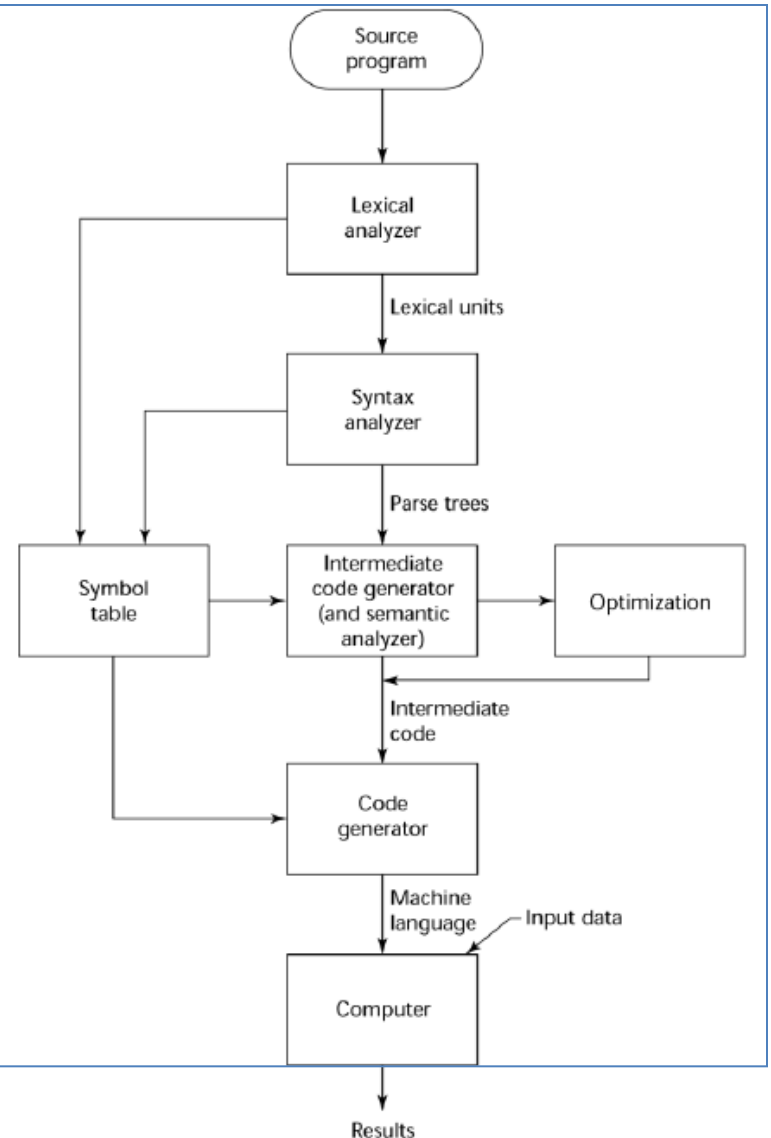 Source
program
Lexical
analyzer
Lexical units
Syntax
analyzer
Parse trees
Symbol
table
Intermediate
code generator
(and semantic
analyzer)
Optimization
Intermediate
code
Code
generator
Machine
language
Input data
Computer
Results